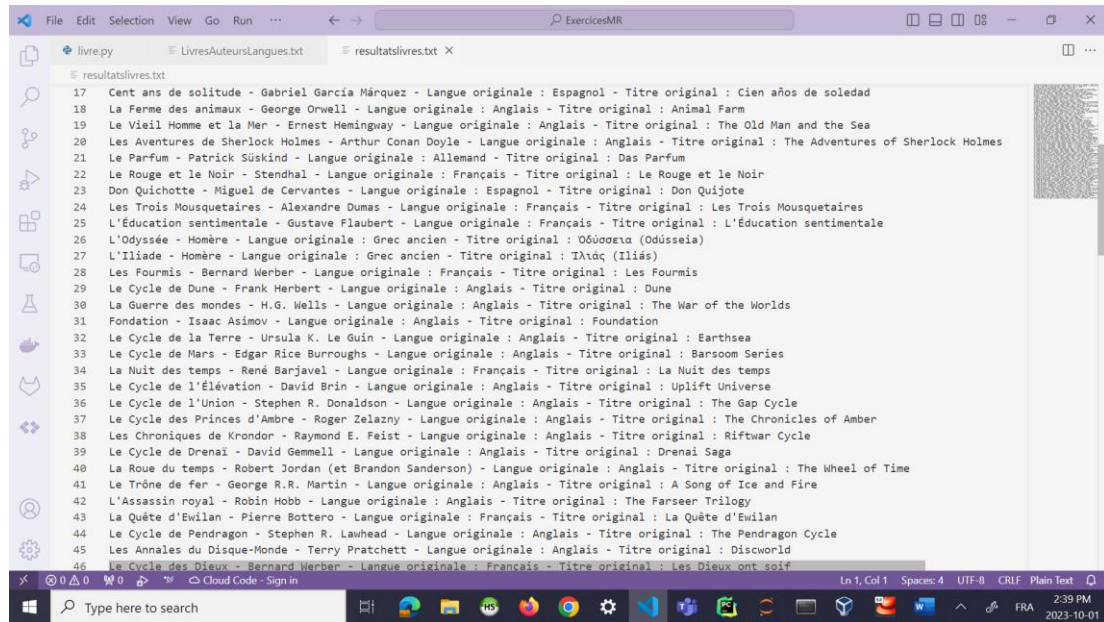 File Edit Selection View Go Run ··· ← → ExercicesMR
livre.py LivresAuteursLangues.txt resultatslivres.txt
resultatslivres.txt
17 Cent ans de solitude - Gabriel García Márquez - Langue originale : Espagnol - Titre original : Cien años de soledad
18 La Ferme des animaux - George Orwell - Langue originale : Anglais - Titre original : Animal Farm
19 Le Vieil Homme et la Mer - Ernest Hemingway - Langue originale : Anglais - Titre original : The Old Man and the Sea
20 Les Aventures de Sherlock Holmes - Arthur Conan Doyle - Langue originale : Anglais - Titre original : The Adventures of Sherlock Holmes
21 Le Parfum - Patrick Süskind - Langue originale : Allemand - Titre original : Das Parfum
22 Le Rouge et le Noir - Stendhal - Langue originale : Français - Titre original : Le Rouge et le Noir
23 Don Quichotte - Miguel de Cervantes - Langue originale : Espagnol - Titre original : Don Quijote
24 Les Trois Mousquetaires - Alexandre Dumas - Langue originale : Français - Titre original : Les Trois Mousquetaires
25 L'Éducation sentimentale - Gustave Flaubert - Langue originale : Français - Titre original : L'Éducation sentimentale
26 L'Odyssée - Homère - Langue originale : Grec ancien - Titre original : Ὀδύσσεια (Odússeia)
27 L'Iliade - Homère - Langue originale : Grec ancien - Titre original : Ἰλιάς (Iliás)
28 Les Fourmis - Bernard Werber - Langue originale : Français - Titre original : Les Fourmis
29 Le Cycle de Dune - Frank Herbert - Langue originale : Anglais - Titre original : Dune
30 La Guerre des mondes - H.G. Wells - Langue originale : Anglais - Titre original : The War of the Worlds
31 Fondation - Isaac Asimov - Langue originale : Anglais - Titre original : Foundation
32 Le Cycle de la Terre - Ursula K. Le Guin - Langue originale : Anglais - Titre original : Earthsea
33 Le Cycle de Mars - Edgar Rice Burroughs - Langue originale : Anglais - Titre original : Barsoom Series
34 La Nuit des temps - René Barjavel - Langue originale : Français - Titre original : La Nuit des temps
35 Le Cycle de l'Élévation - David Brin - Langue originale : Anglais - Titre original : Uplift Universe
36 Le Cycle de l'Union - Stephen R. Donaldson - Langue originale : Anglais - Titre original : The Gap Cycle
37 Le Cycle des Princes d'Ambre - Roger Zelazny - Langue originale : Anglais - Titre original : The Chronicles of Amber
38 Les Chroniques de Krondor - Raymond E. Feist - Langue originale : Anglais - Titre original : Riftwar Cycle
39 Le Cycle de Drenaï - David Gemmell - Langue originale : Anglais - Titre original : Drenai Saga
40 La Roue du temps - Robert Jordan (et Brandon Sanderson) - Langue originale : Anglais - Titre original : The Wheel of Time
41 Le Trône de fer - George R.R. Martin - Langue originale : Anglais - Titre original : A Song of Ice and Fire
42 L'Assassin royal - Robin Hobb - Langue originale : Anglais - Titre original : The Farseer Trilogy
43 La Quête d'Ewilan - Pierre Bottero - Langue originale : Français - Titre original : La Quête d'Ewilan
44 Le Cycle de Pendragon - Stephen R. Lawhead - Langue originale : Anglais - Titre original : The Pendragon Cycle
45 Les Annales du Disque-Monde - Terry Pratchett - Langue originale : Anglais - Titre original : Discworld
46 Le Cycle des Dieux - Bernard Werber - Langue originale : Français - Titre original : Les Dieux ont soif
0 0 0 Cloud Code - Sign in Ln 1, Col 1 Spaces: 4 UTF-8 CRLF Plain Text
Type here to search FRA 2:39 PM
2023-10-01